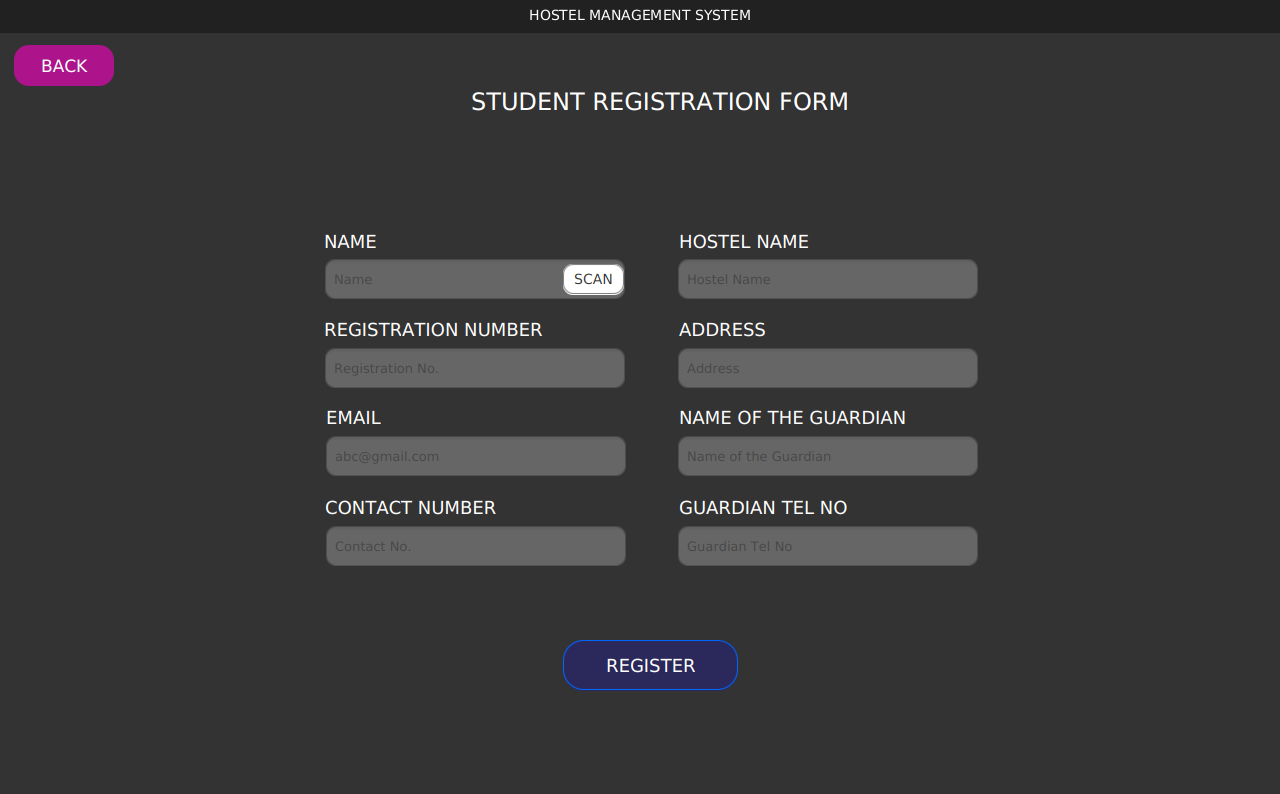 HOSTEL MANAGEMENT SYSTEM
BACK
STUDENT REGISTRATION FORM
NAME
Name
SCAN
HOSTEL NAME
Hostel Name
REGISTRATION NUMBER
Registration No.
ADDRESS
Address
EMAIL
abc@gmail.com
NAME OF THE GUARDIAN
Name of the Guardian
CONTACT NUMBER
Contact No.
GUARDIAN TEL NO
Guardian Tel No
REGISTER